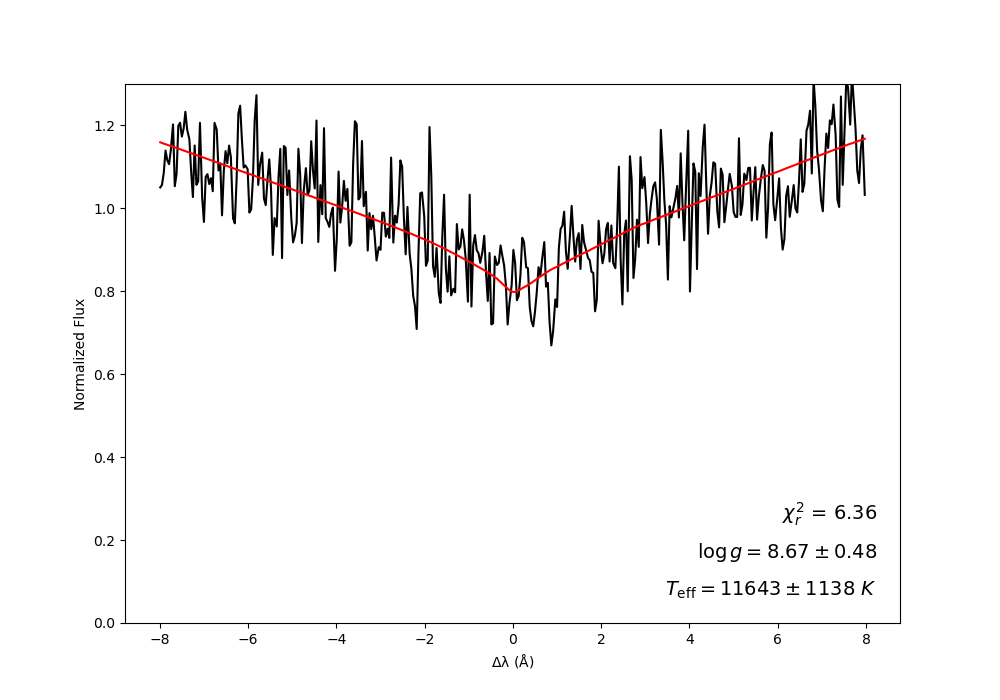 1.2
1.0
0.8
0.6
0.4
0.2
0.0
Normalized Flux
χ²ᵣ = 6.36
log g = 8.67 ± 0.48
T_eff = 11643 ± 1138 K
−8 −6 −4 −2 0 2 4 6 8
Δλ (Å)